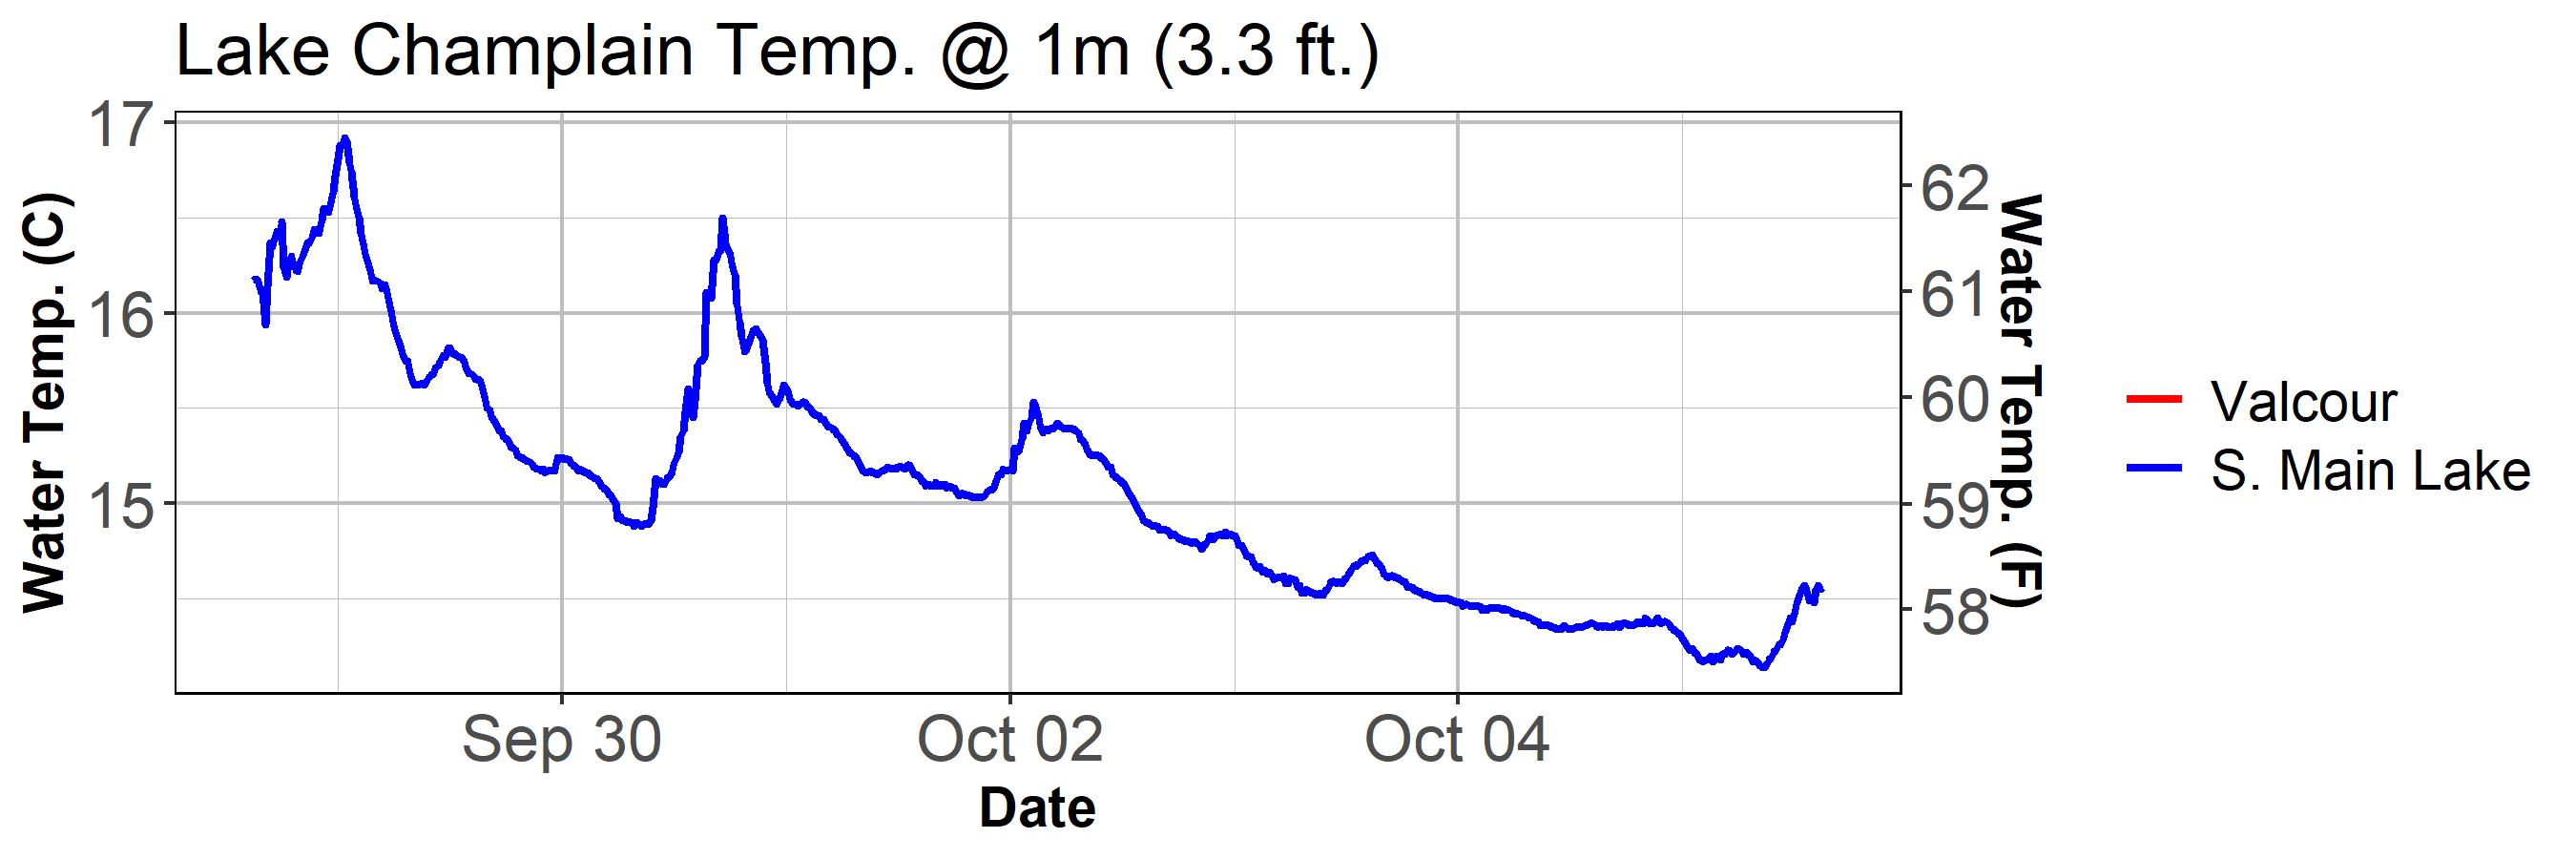 Lake Champlain Temp. @ 1m (3.3 ft.)
Water Temp. (C)
17
16
15
62
61
60
59
58
Water Temp. (F)
Sep 30
Oct 02
Oct 04
Date
Valcour
S. Main Lake